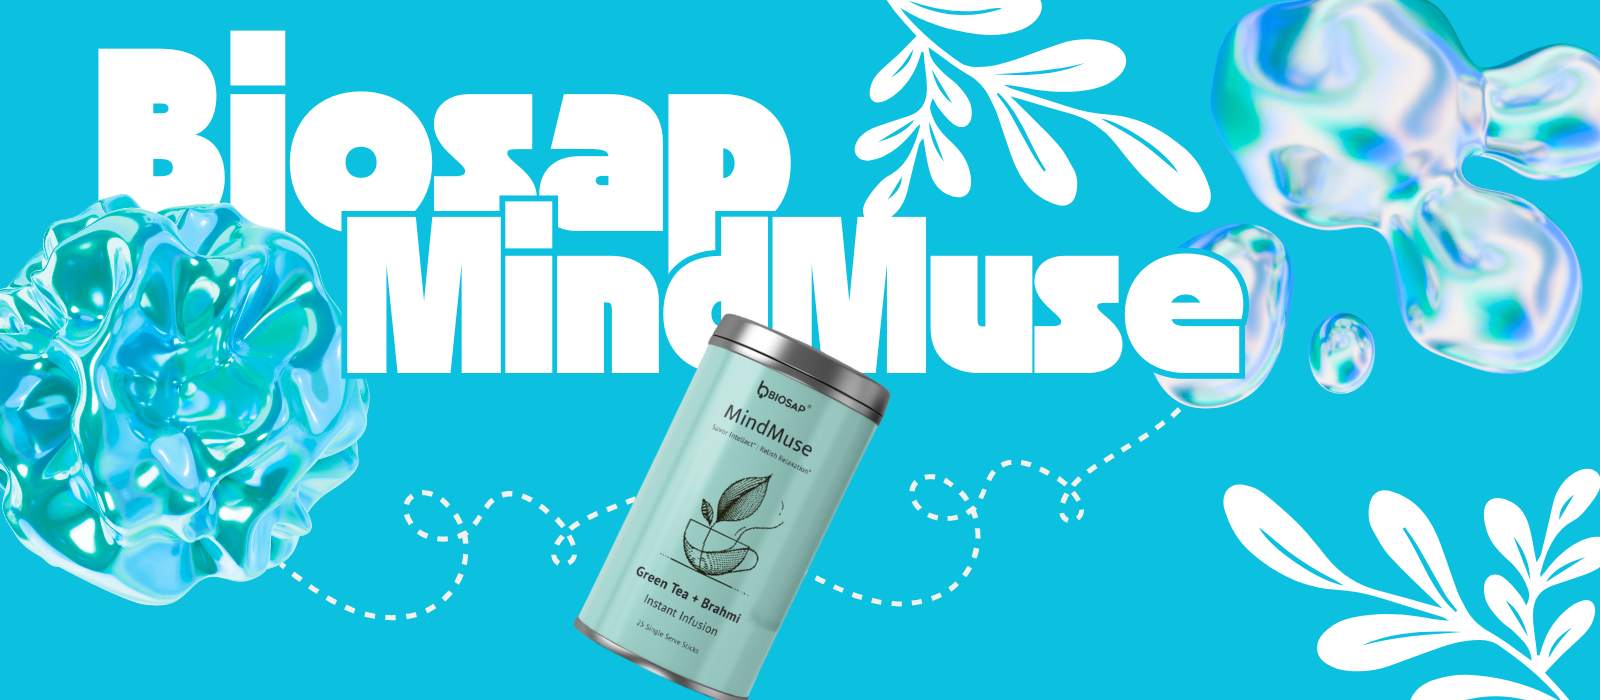 Biosap
MindMuse
BIOSAP®
MindMuse
Savor Intellect* | Relish Relaxation*
Green Tea + Brahmi
Instant Infusion
25 Single Serve Sticks